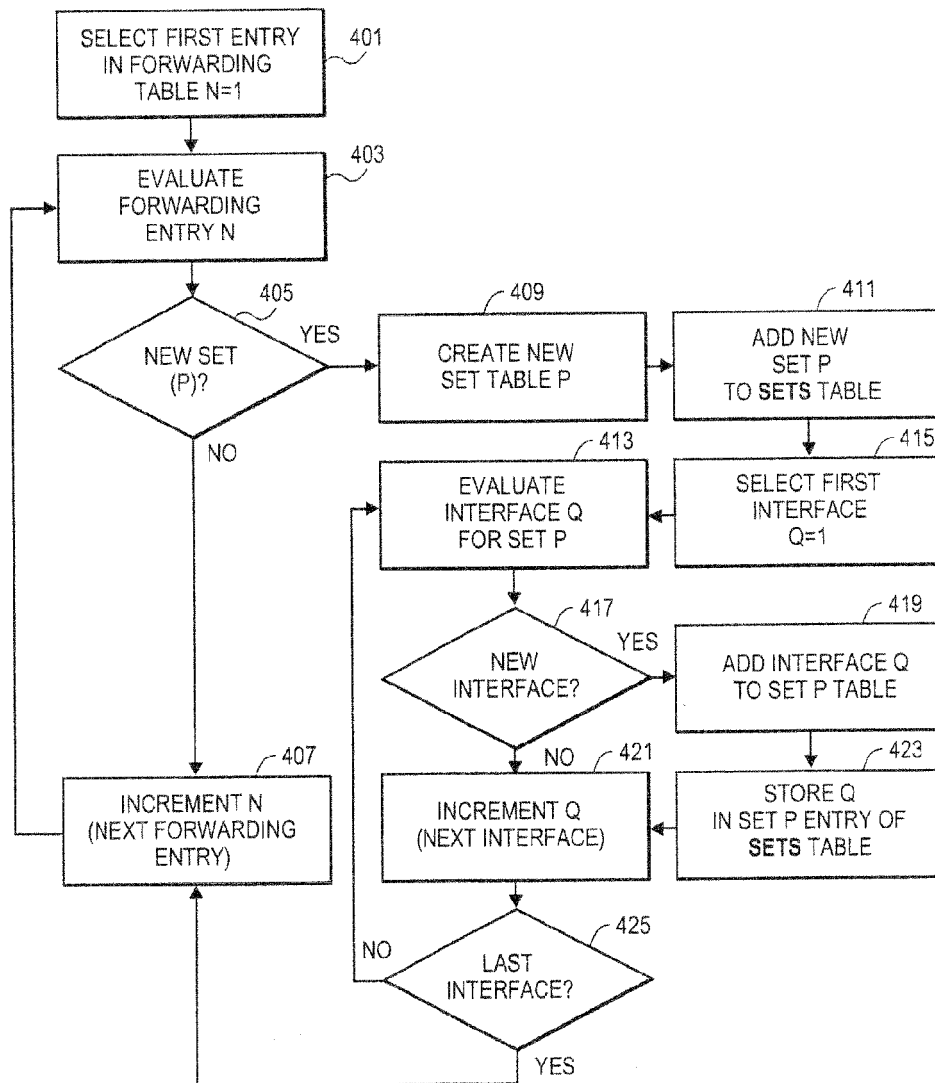 SELECT FIRST ENTRY
IN FORWARDING
TABLE N=1
401
EVALUATE
FORWARDING
ENTRY N
403
NEW SET
(P)?
405
YES
NO
CREATE NEW
SET TABLE P
409
ADD NEW
SET P
TO SETS TABLE
411
SELECT FIRST
INTERFACE
Q=1
415
EVALUATE
INTERFACE Q
FOR SET P
413
NEW
INTERFACE?
417
YES
NO
ADD INTERFACE Q
TO SET P TABLE
419
STORE Q
IN SET P ENTRY OF
SETS TABLE
423
INCREMENT Q
(NEXT INTERFACE)
421
LAST
INTERFACE?
425
NO
YES
INCREMENT N
(NEXT FORWARDING
ENTRY)
407